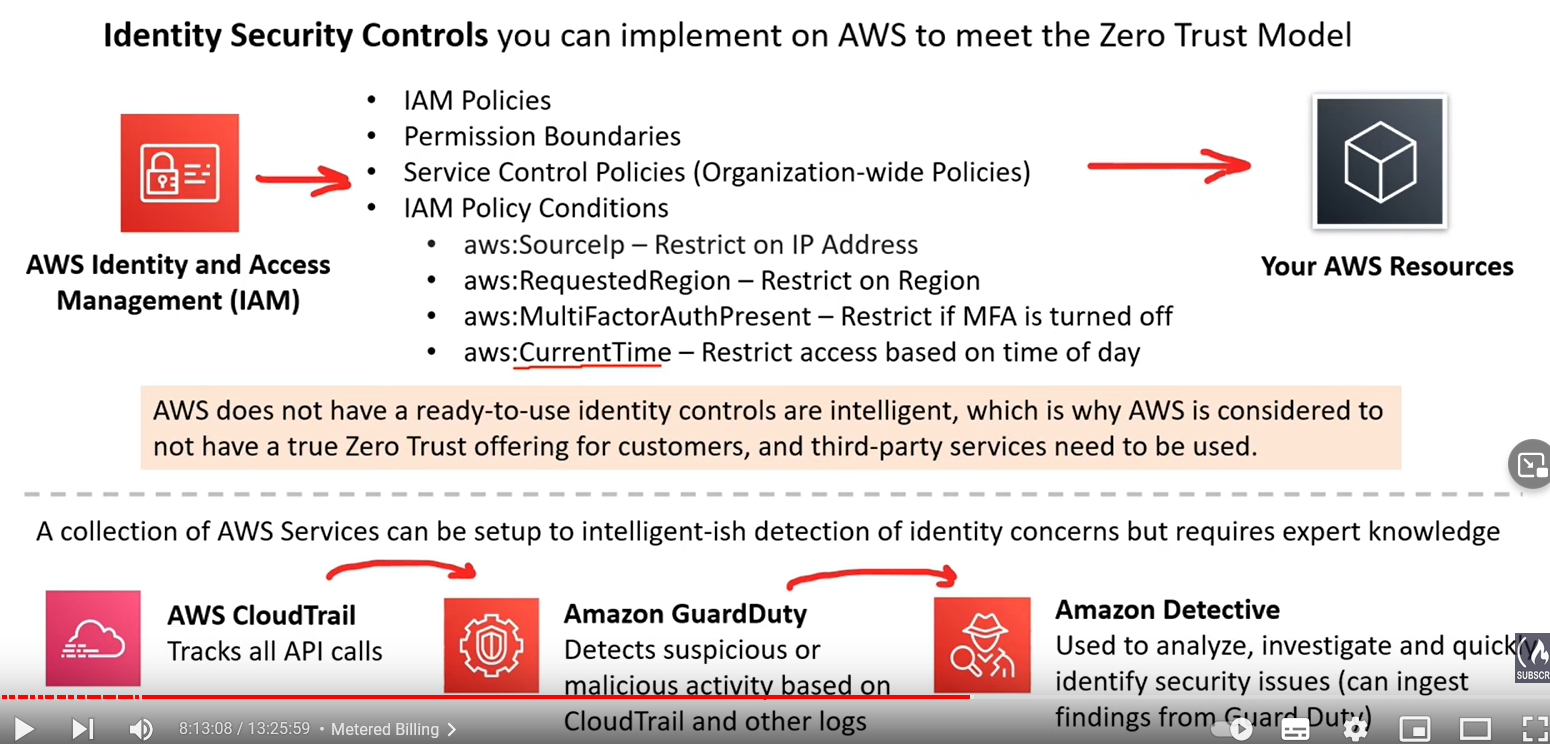 Identity Security Controls you can implement on AWS to meet the Zero Trust Model
AWS Identity and Access
Management (IAM)
• IAM Policies
• Permission Boundaries
• Service Control Policies (Organization-wide Policies)
• IAM Policy Conditions
• aws:SourceIp – Restrict on IP Address
• aws:RequestedRegion – Restrict on Region
• aws:MultiFactorAuthPresent – Restrict if MFA is turned off
• aws:CurrentTime – Restrict access based on time of day
Your AWS Resources
AWS does not have a ready-to-use identity controls are intelligent, which is why AWS is considered to
not have a true Zero Trust offering for customers, and third-party services need to be used.
A collection of AWS Services can be setup to intelligent-ish detection of identity concerns but requires expert knowledge
AWS CloudTrail
Tracks all API calls
Amazon GuardDuty
Detects suspicious or
malicious activity based on
CloudTrail and other logs
Amazon Detective
Used to analyze, investigate and quickly
identify security issues (can ingest
findings from Guard Duty)
SUBSCR
8:13:08 / 13:25:59 • Metered Billing